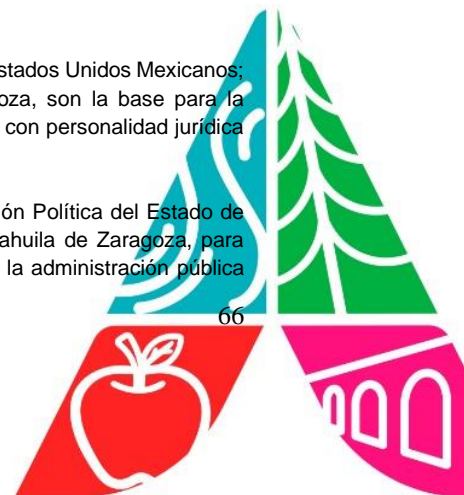 stados Unidos Mexicanos;
oza, son la base para la
con personalidad jurídica
ón Política del Estado de
ahuila de Zaragoza, para
la administración pública
66